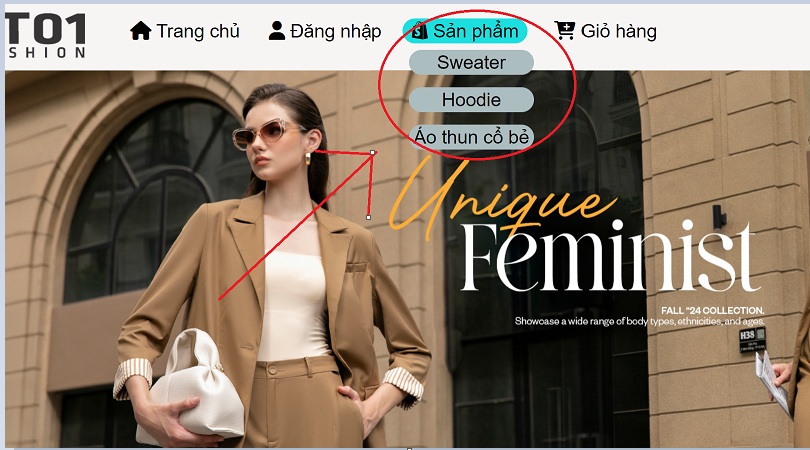 T01
SHION
Trang chủ
Đăng nhập
Sản phẩm
Giỏ hàng
Sweater
Hoodie
Áo thun cổ bẻ
Unique
Feminist
FALL "24 COLLECTION.
Showcase a wide range of body types, ethnicities, and ages.
H38